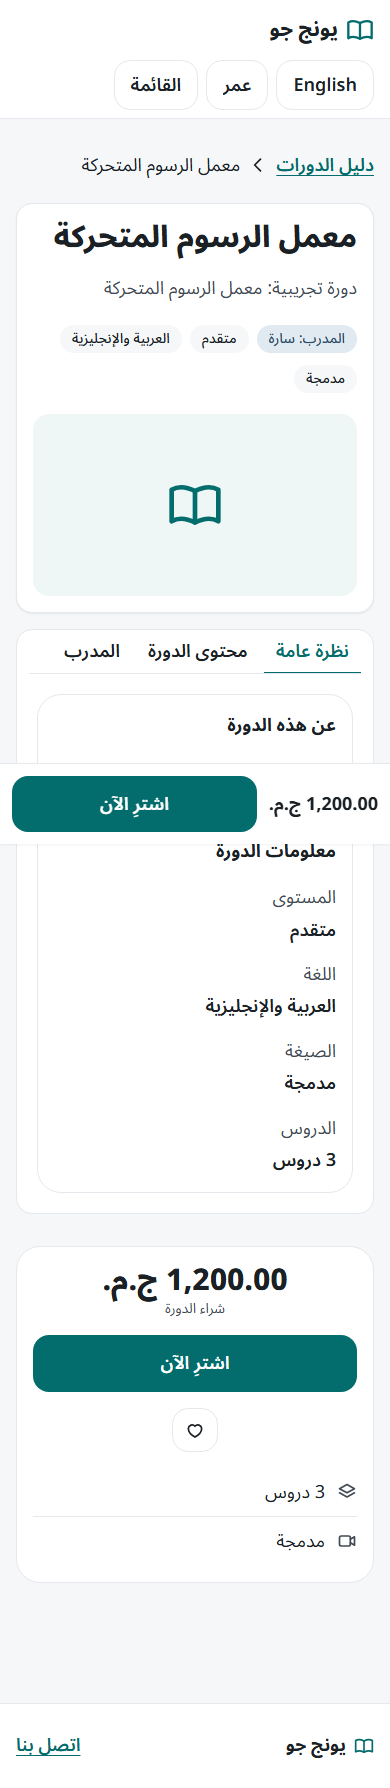 يونج جو
English
عمر
القائمة
دليل الدورات
معمل الرسوم المتحركة
معمل الرسوم المتحركة
دورة تجريبية: معمل الرسوم المتحركة
المدرب: سارة
متقدم
العربية والإنجليزية
مدمجة
نظرة عامة
محتوى الدورة
المدرب
عن هذه الدورة
1,200.00 ج.م.
اشترِ الآن
معلومات الدورة
المستوى
متقدم
اللغة
العربية والإنجليزية
الصيغة
مدمجة
الدروس
3 دروس
1,200.00 ج.م.
شراء الدورة
اشترِ الآن
3 دروس
مدمجة
يونج جو
اتصل بنا